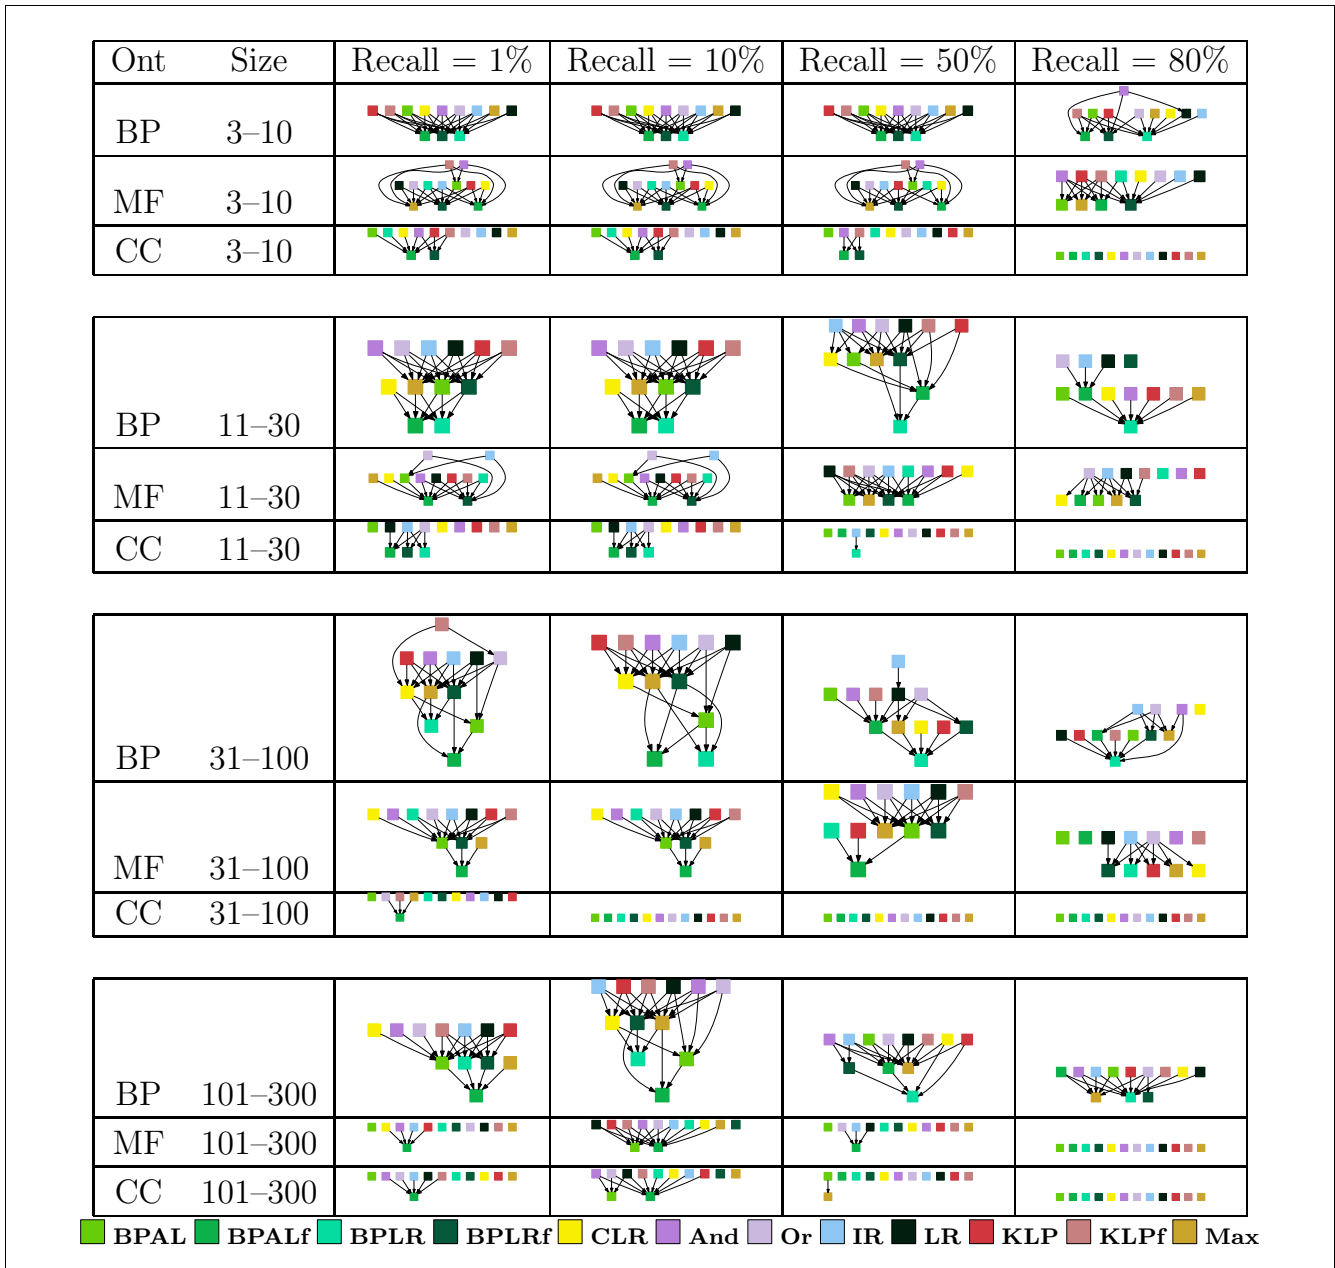 Ont Size Recall = 1% Recall = 10% Recall = 50% Recall = 80%
BP 3–10
MF 3–10
CC 3–10
BP 11–30
MF 11–30
CC 11–30
BP 31–100
MF 31–100
CC 31–100
BP 101–300
MF 101–300
CC 101–300
BPAL BPALf BPLR BPLRf CLR And Or IR LR KLP KLPf Max